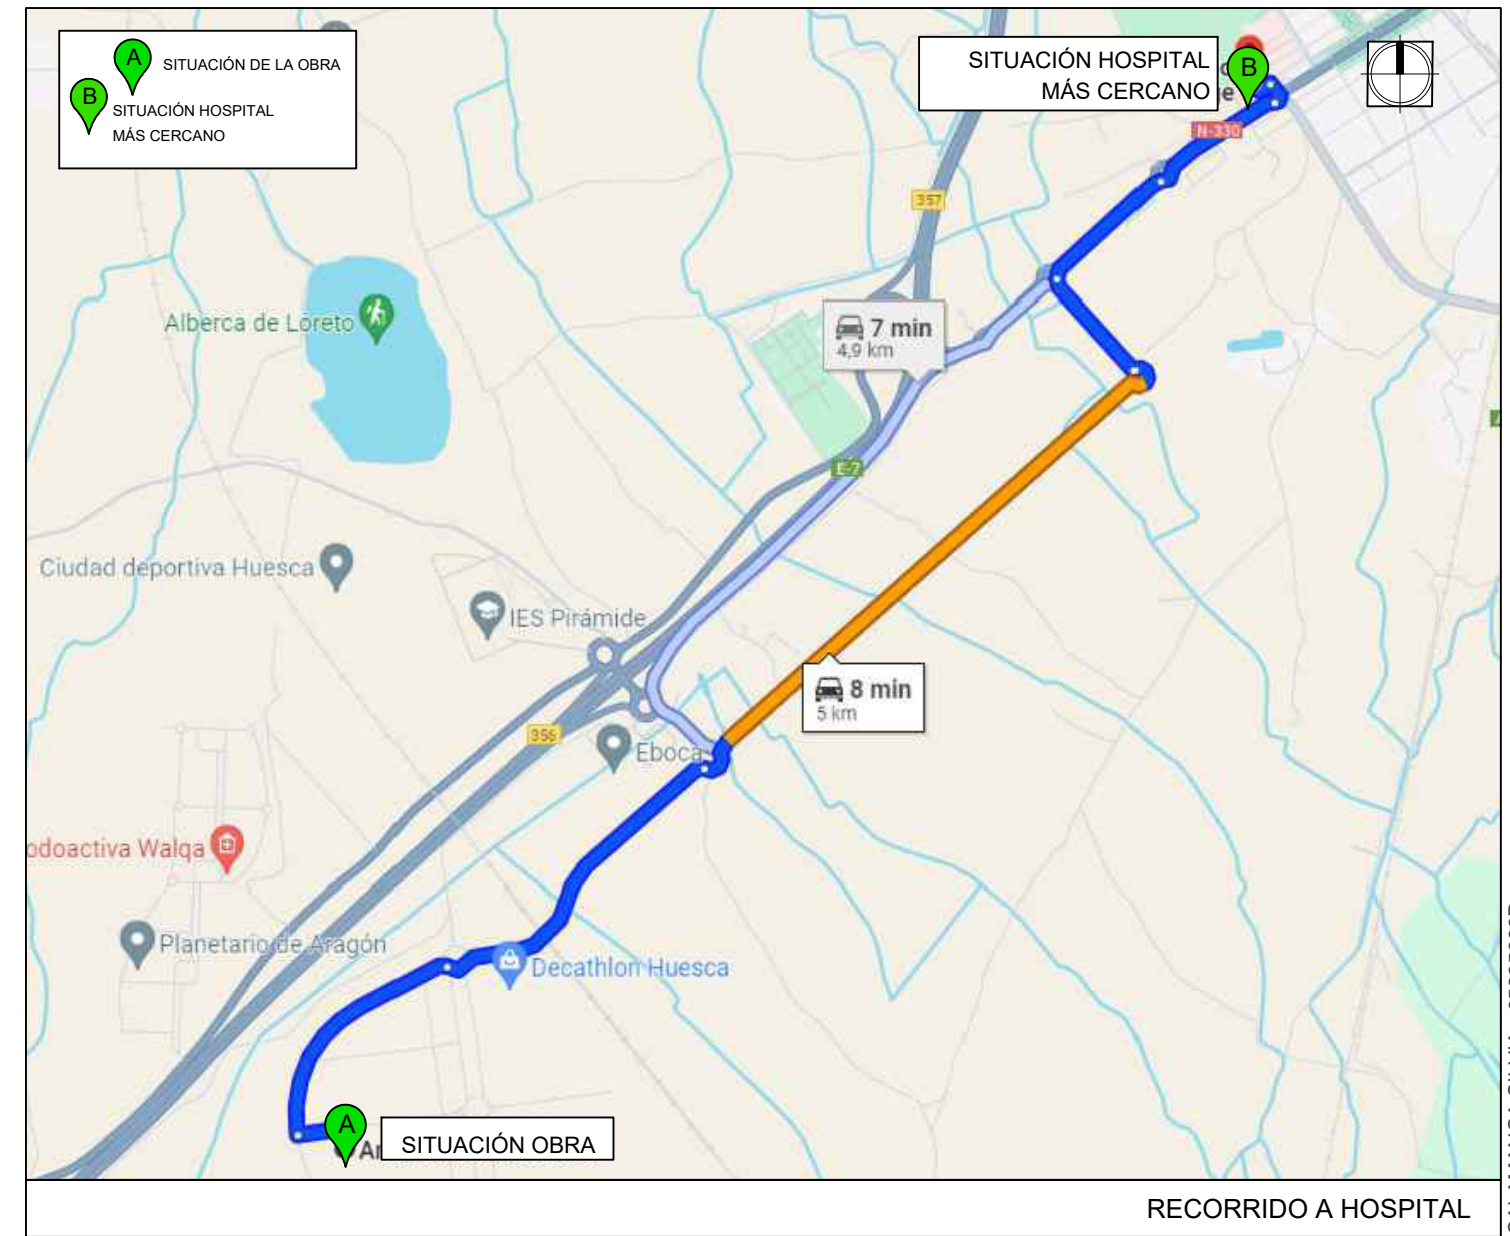 A
SITUACIÓN DE LA OBRA
B
SITUACIÓN HOSPITAL
MÁS CERCANO
SITUACIÓN HOSPITAL
MÁS CERCANO
B
N-330
357
7 min
4,9 km
Alberca de Loreto
E-7
Ciudad deportiva Huesca
IES Pirámide
8 min
5 km
356
Eboca
odoactiva Walqa
Planetario de Aragón
Decathlon Huesca
A
SITUACIÓN OBRA
RECORRIDO A HOSPITAL